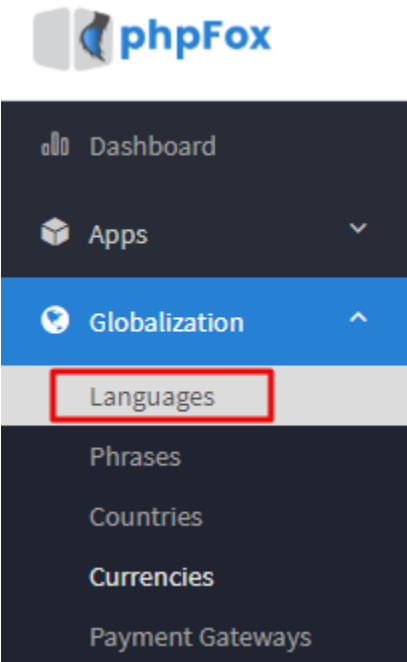 phpFox
Dashboard
Apps
Globalization
Languages
Phrases
Countries
Currencies
Payment Gateways